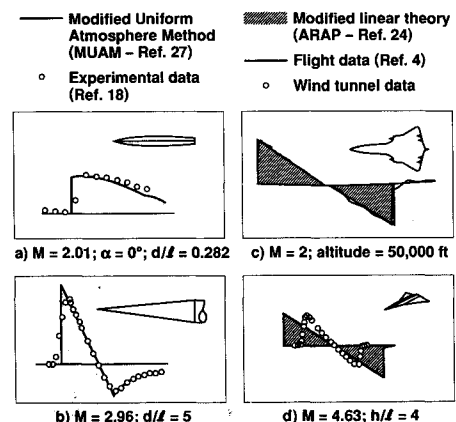 Modified Uniform
Atmosphere Method
(MUAM – Ref. 27)
Experimental data
(Ref. 18)
Modified linear theory
(ARAP – Ref. 24)
Flight data (Ref. 4)
Wind tunnel data
a) M = 2.01; α = 0°; d/ℓ = 0.282
c) M = 2; altitude = 50,000 ft
b) M = 2.96; d/ℓ = 5
d) M = 4.63; h/ℓ = 4